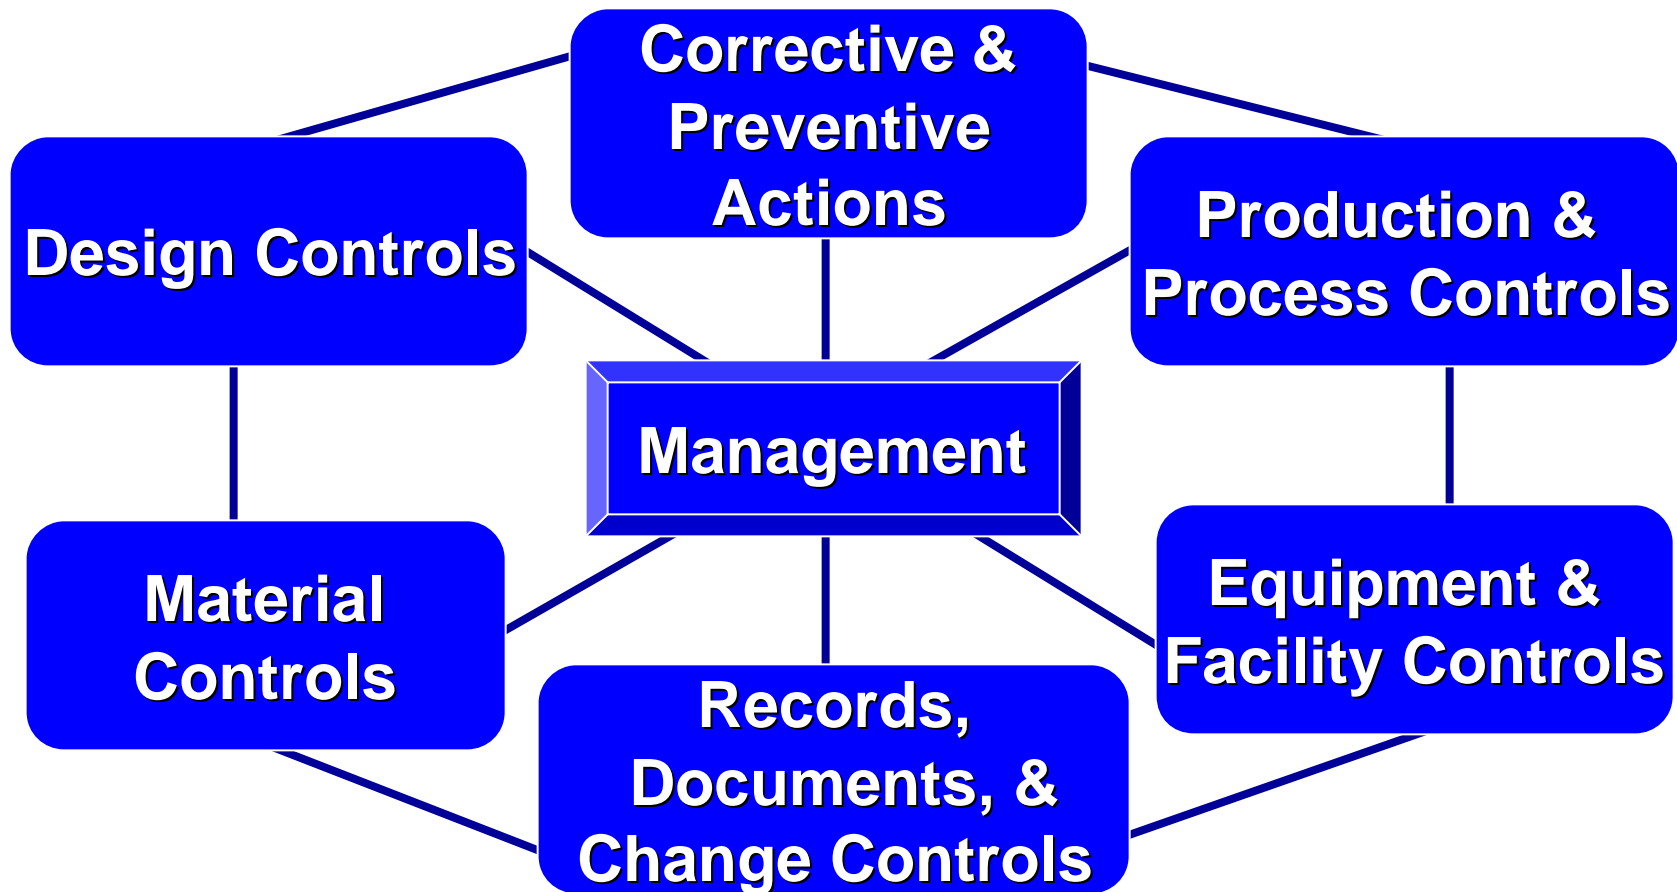 Corrective &
Preventive
Actions
Design Controls
Production &
Process Controls
Management
Material
Controls
Equipment &
Facility Controls
Records,
Documents, &
Change Controls